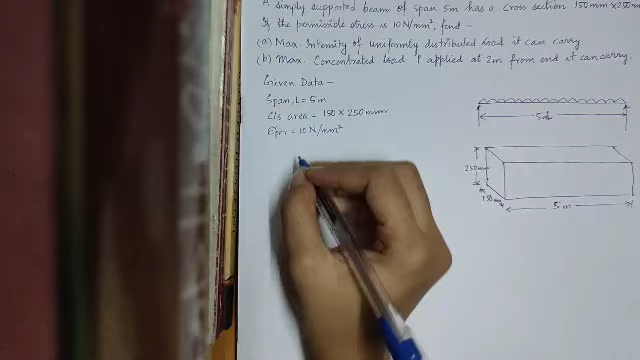 A simply supported beam of span 5m has a cross section 150mm x 250mm
If the permissible stress is 10 N/mm², find -
(a) Max. Intensity of uniformly distributed load it can carry
(b) Max. Concentrated load P applied at 2m from end it can carry.
Given Data -
Span, L = 5m
C/s area - 150 x 250 mm
σper = 10 N/mm²
5m
250mm
150mm
5 m